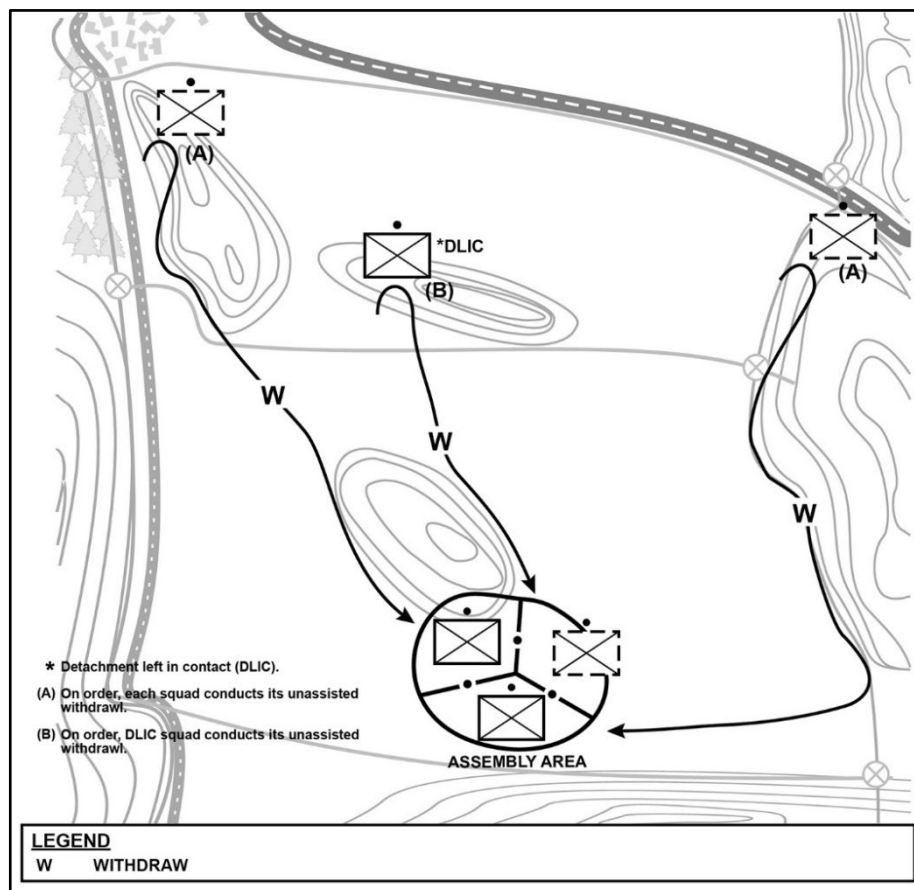 (A)
*DLIC
(B)
(A)
W
W
W
* Detachment left in contact (DLIC).
(A) On order, each squad conducts its unassisted
withdrawl.
(B) On order, DLIC squad conducts its unassisted
withdrawl.
ASSEMBLY AREA
LEGEND
W WITHDRAW